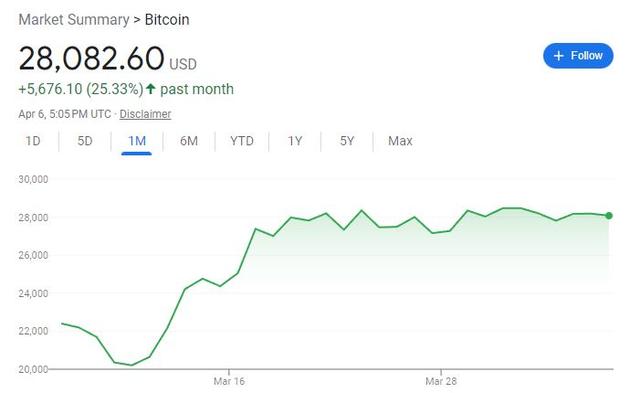 Market Summary > Bitcoin
28,082.60 USD
+ Follow
+5,676.10 (25.33%) ↑ past month
Apr 6, 5:05 PM UTC · Disclaimer
1D 5D 1M 6M YTD 1Y 5Y Max
30,000
28,000
26,000
24,000
22,000
20,000
Mar 16 Mar 28